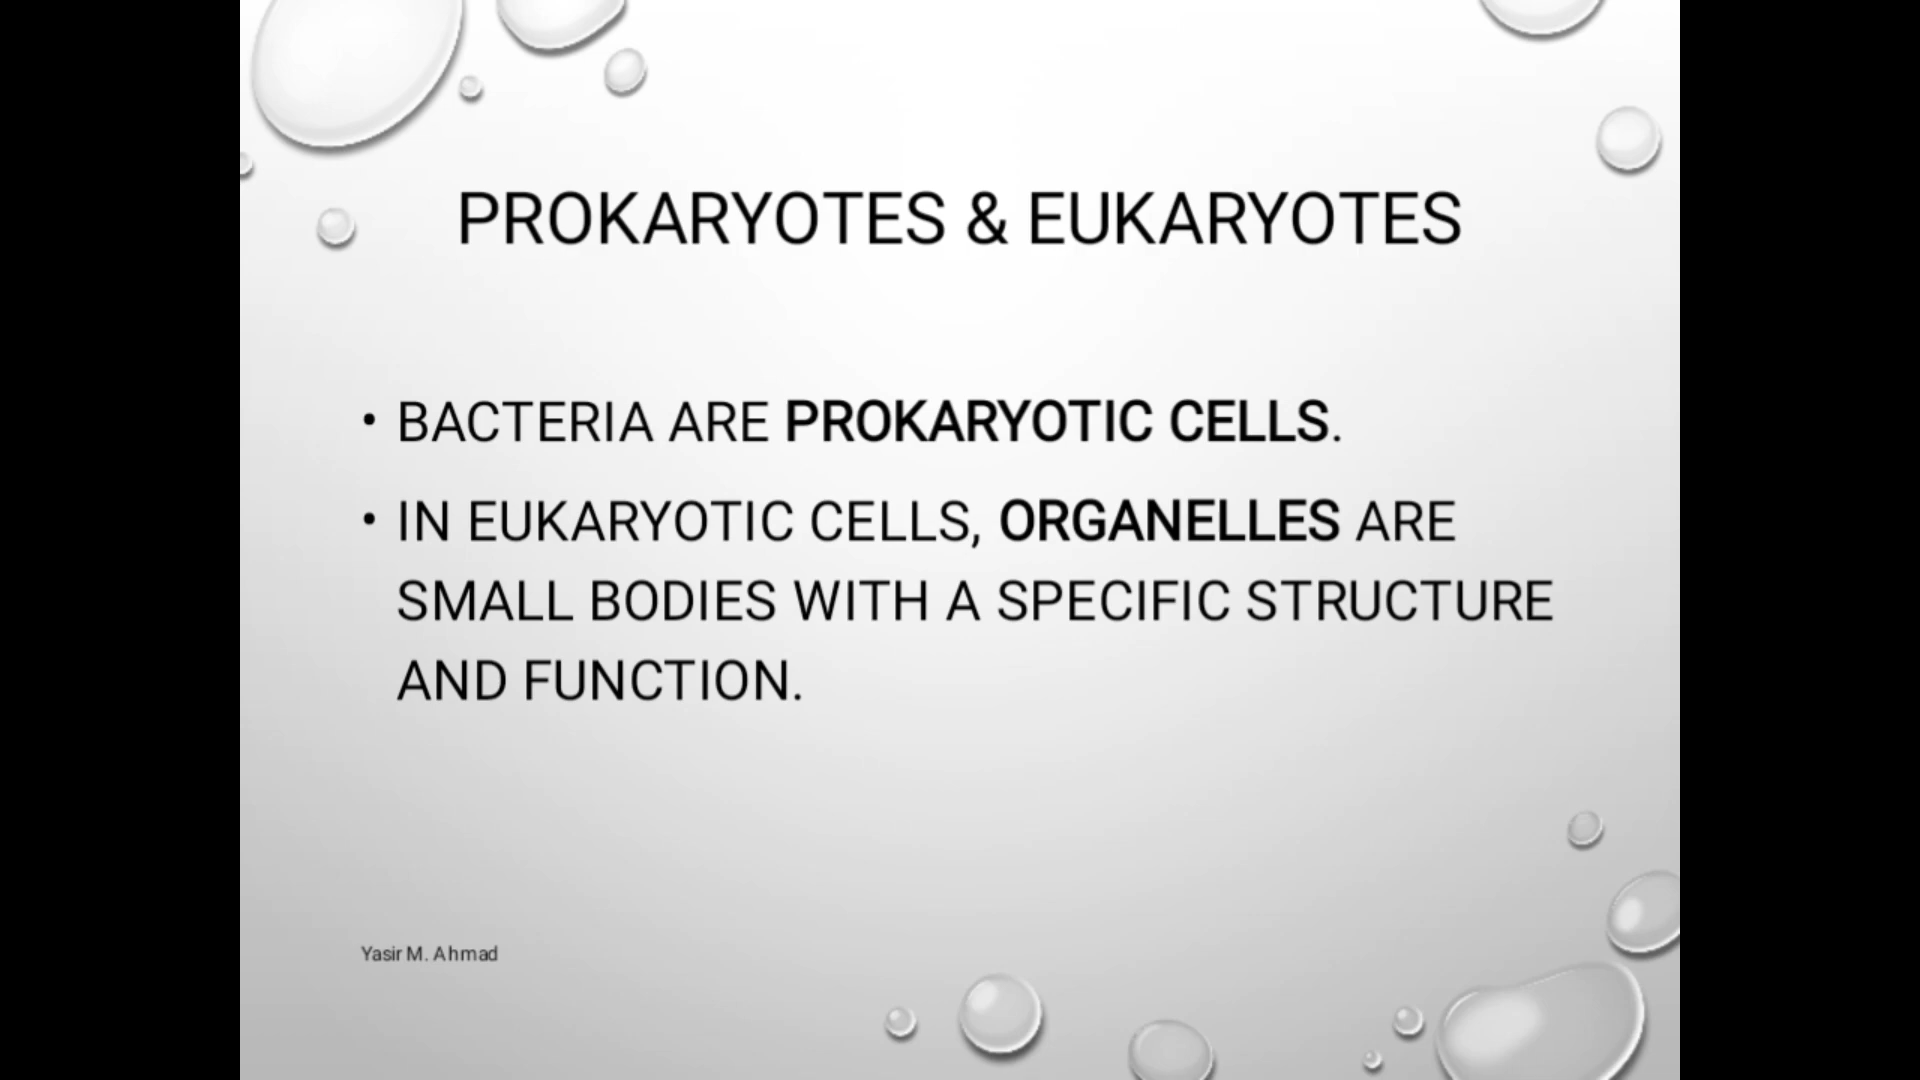 PROKARYOTES & EUKARYOTES
• BACTERIA ARE PROKARYOTIC CELLS.
• IN EUKARYOTIC CELLS, ORGANELLES ARE
SMALL BODIES WITH A SPECIFIC STRUCTURE
AND FUNCTION.
Yasir M. Ahmad